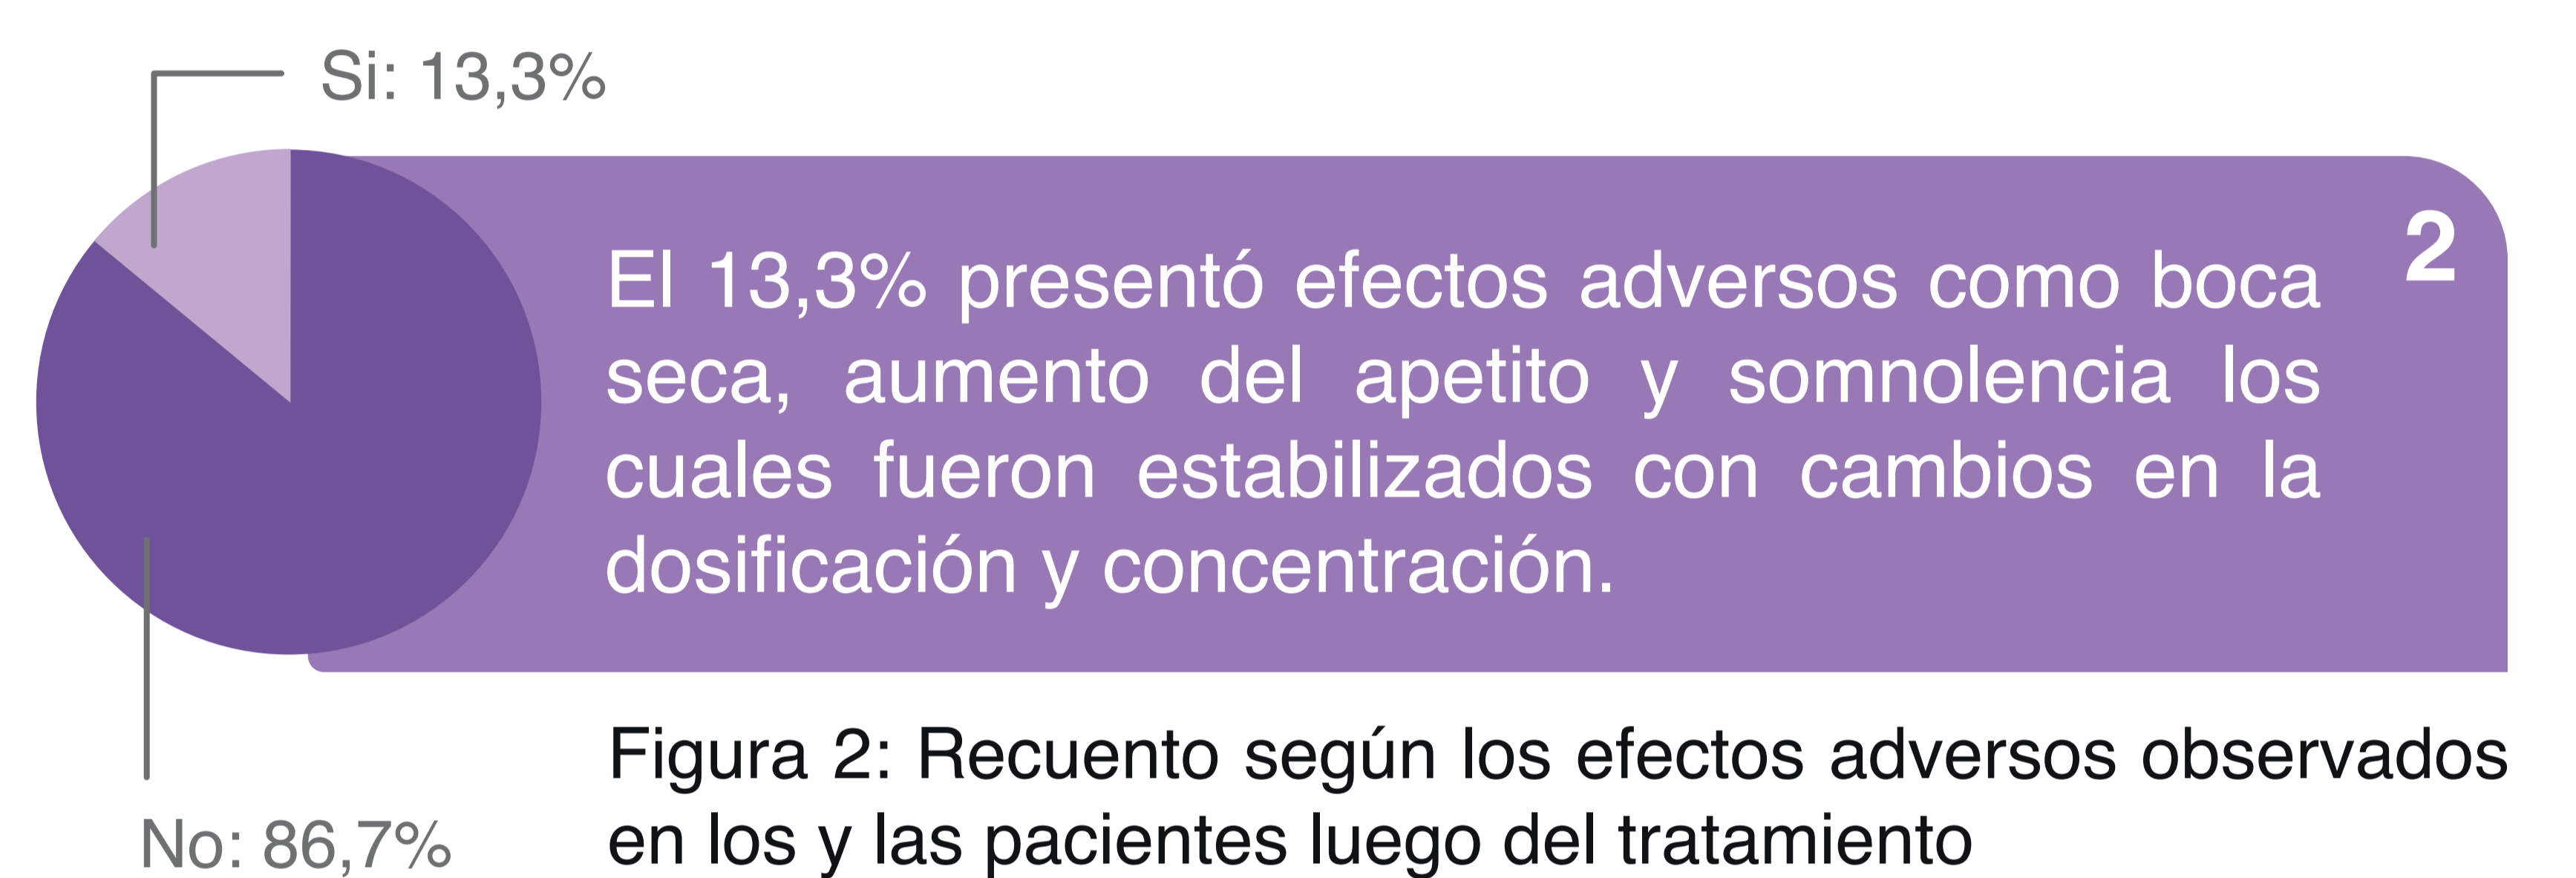 Si: 13,3%
2
El 13,3% presentó efectos adversos como boca
seca, aumento del apetito y somnolencia los
cuales fueron estabilizados con cambios en la
dosificación y concentración.
Figura 2: Recuento según los efectos adversos observados
en los y las pacientes luego del tratamiento
No: 86,7%